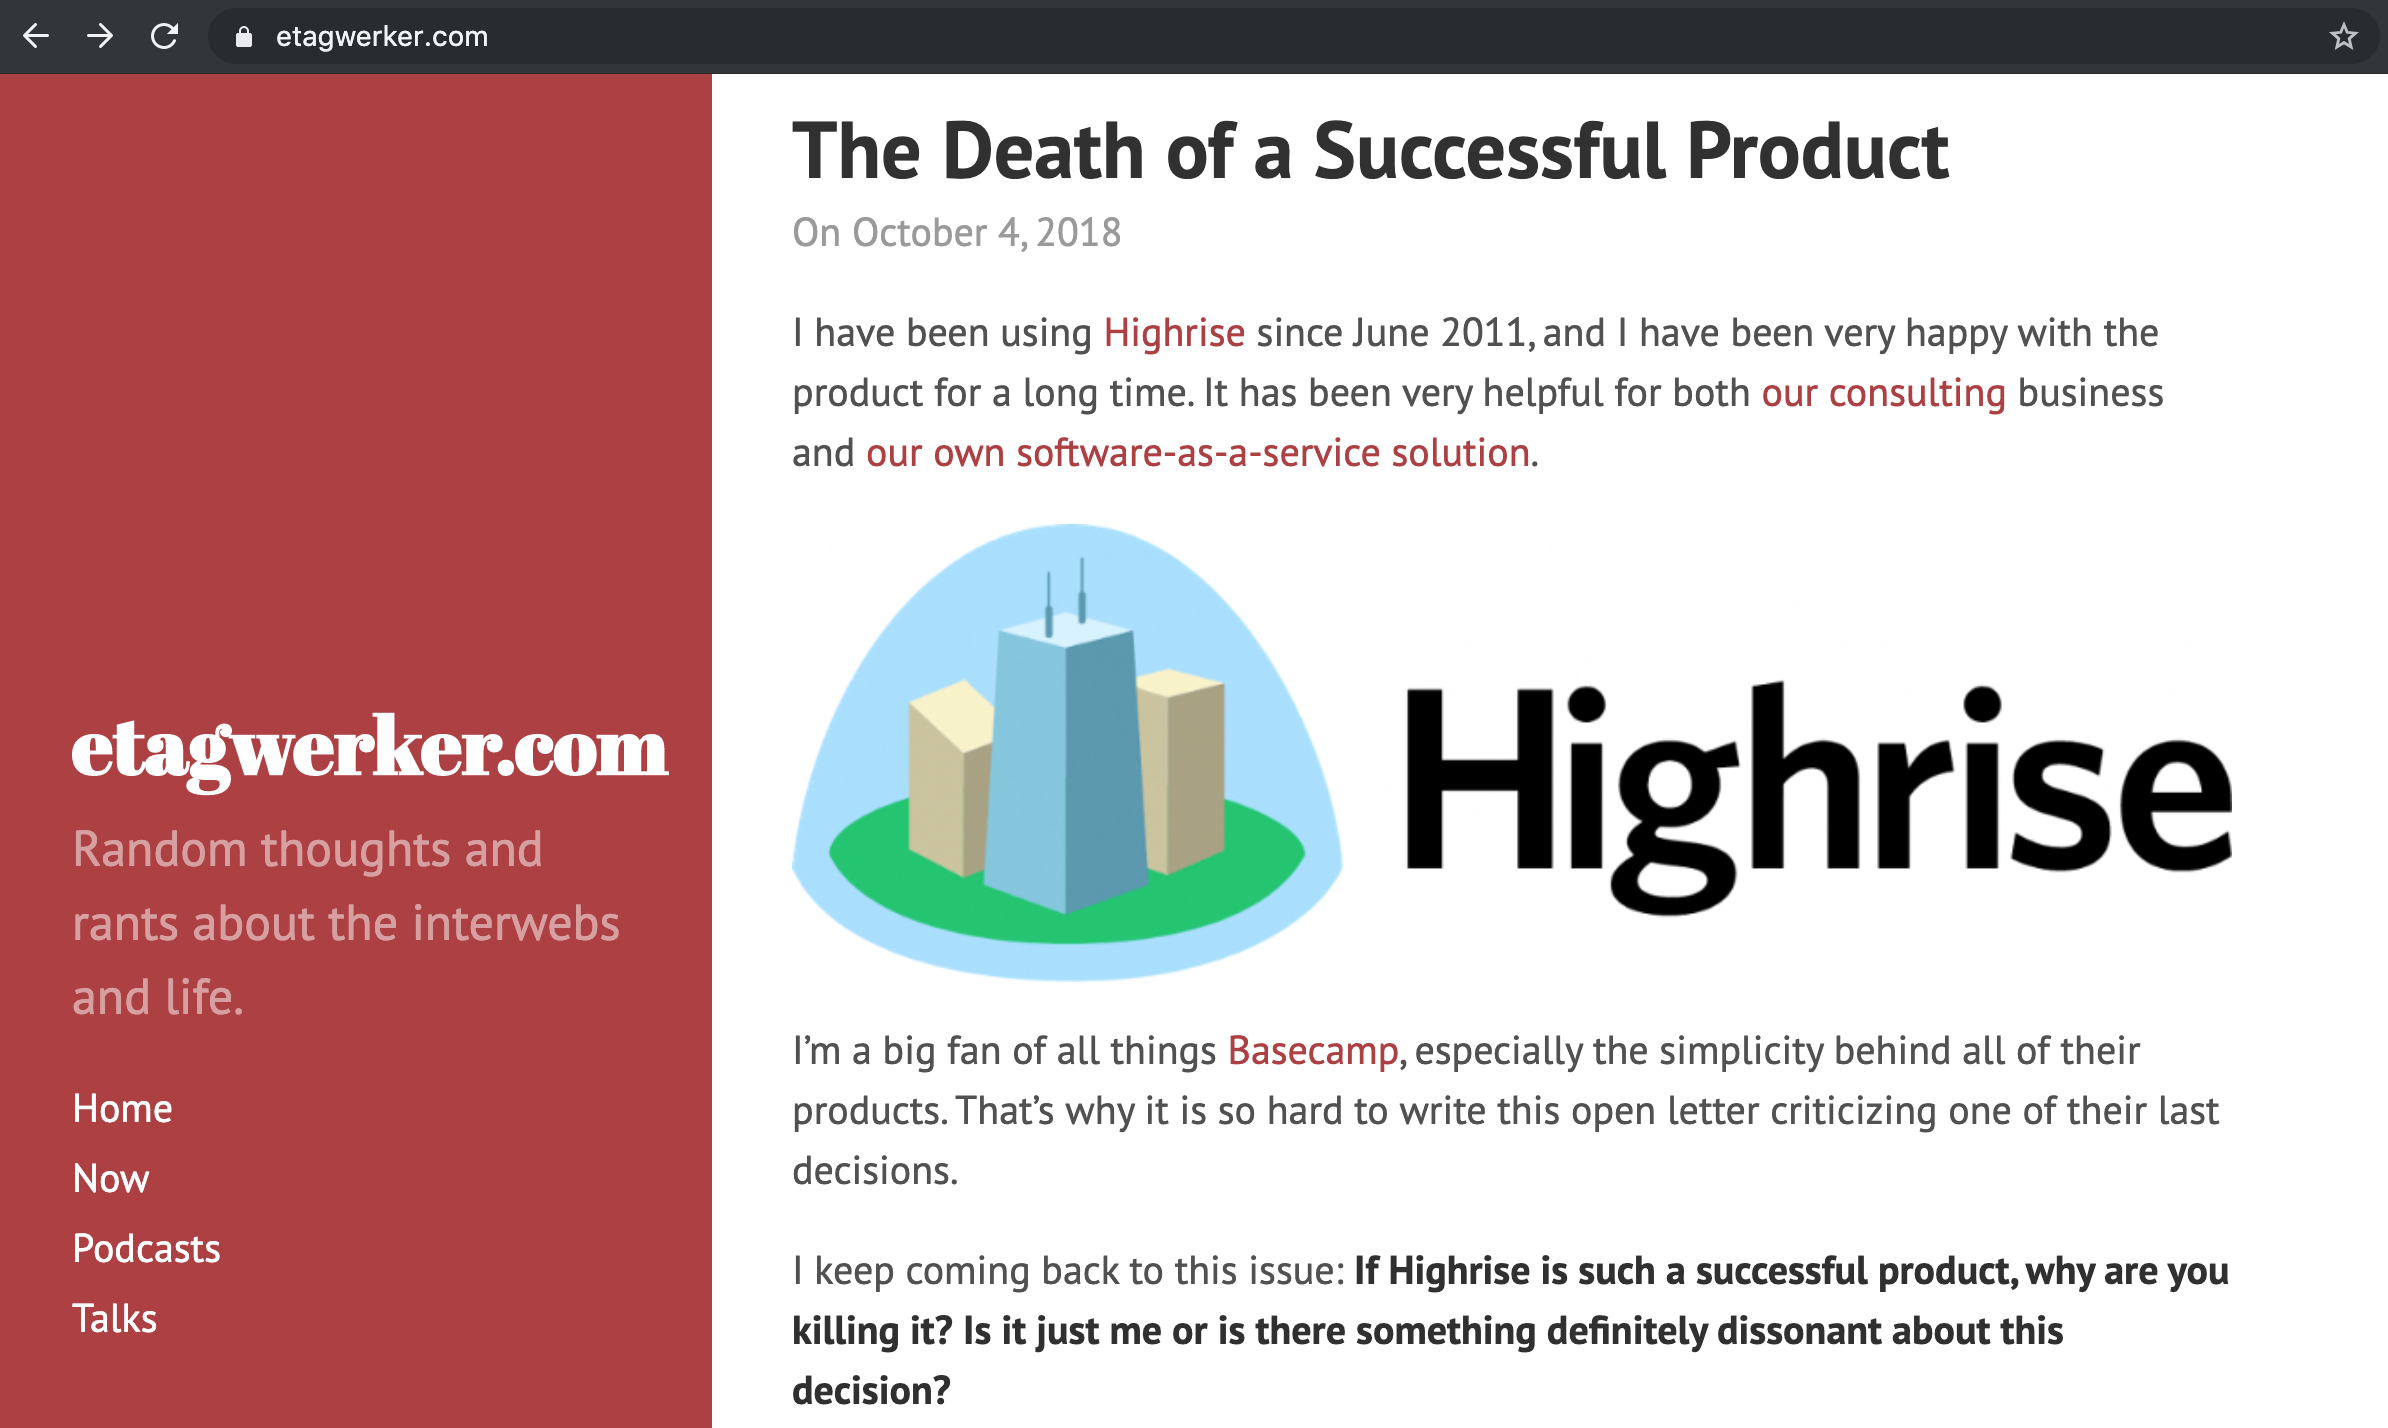 etagwerker.com
etagwerker.com
Random thoughts and
rants about the interwebs
and life.
Home
Now
Podcasts
Talks
The Death of a Successful Product
On October 4, 2018
I have been using Highrise since June 2011, and I have been very happy with the
product for a long time. It has been very helpful for both our consulting business
and our own software-as-a-service solution.
Highrise
I’m a big fan of all things Basecamp, especially the simplicity behind all of their
products. That’s why it is so hard to write this open letter criticizing one of their last
decisions.
I keep coming back to this issue: If Highrise is such a successful product, why are you
killing it? Is it just me or is there something definitely dissonant about this
decision?